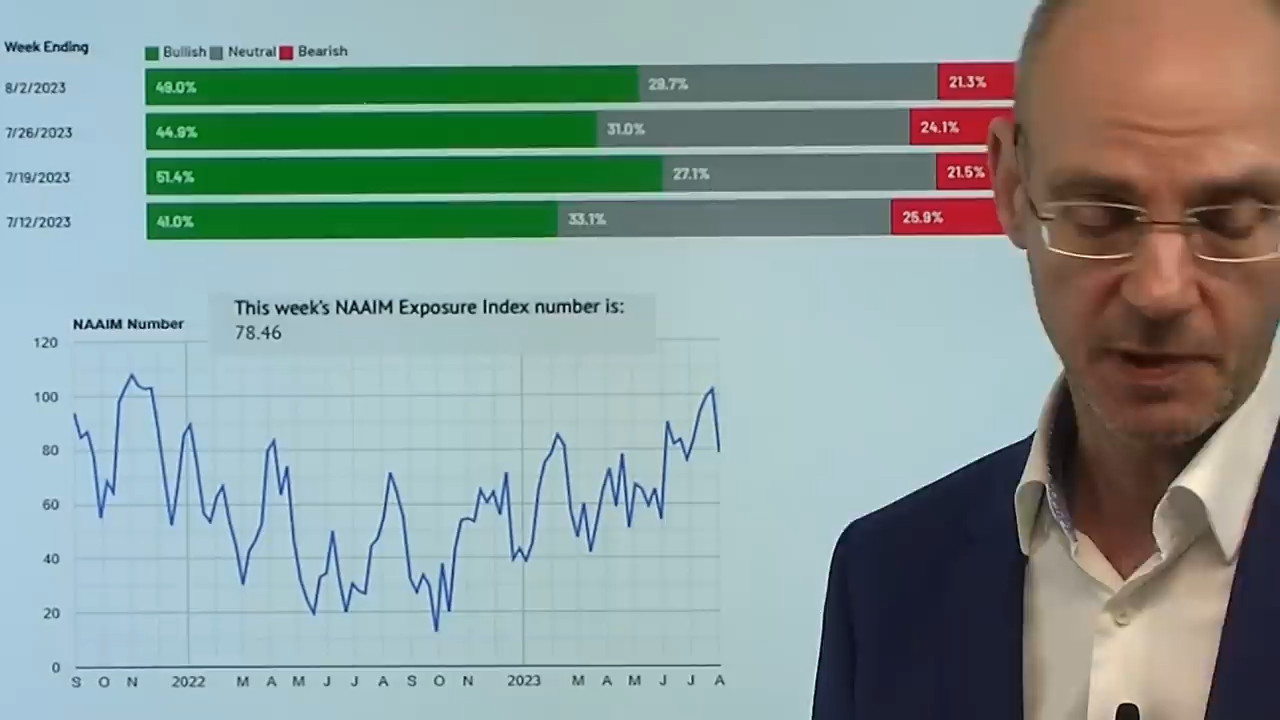 Week Ending
Bullish Neutral Bearish
8/2/2023 49.0% 29.7% 21.3%
7/26/2023 44.9% 31.0% 24.1%
7/19/2023 51.4% 27.1% 21.5%
7/12/2023 41.0% 33.1% 25.9%
This week's NAAIM Exposure Index number is:
78.46
NAAIM Number
120
100
80
60
40
20
0
S O N 2022 M A M J J A S O N 2023 M A M J J A